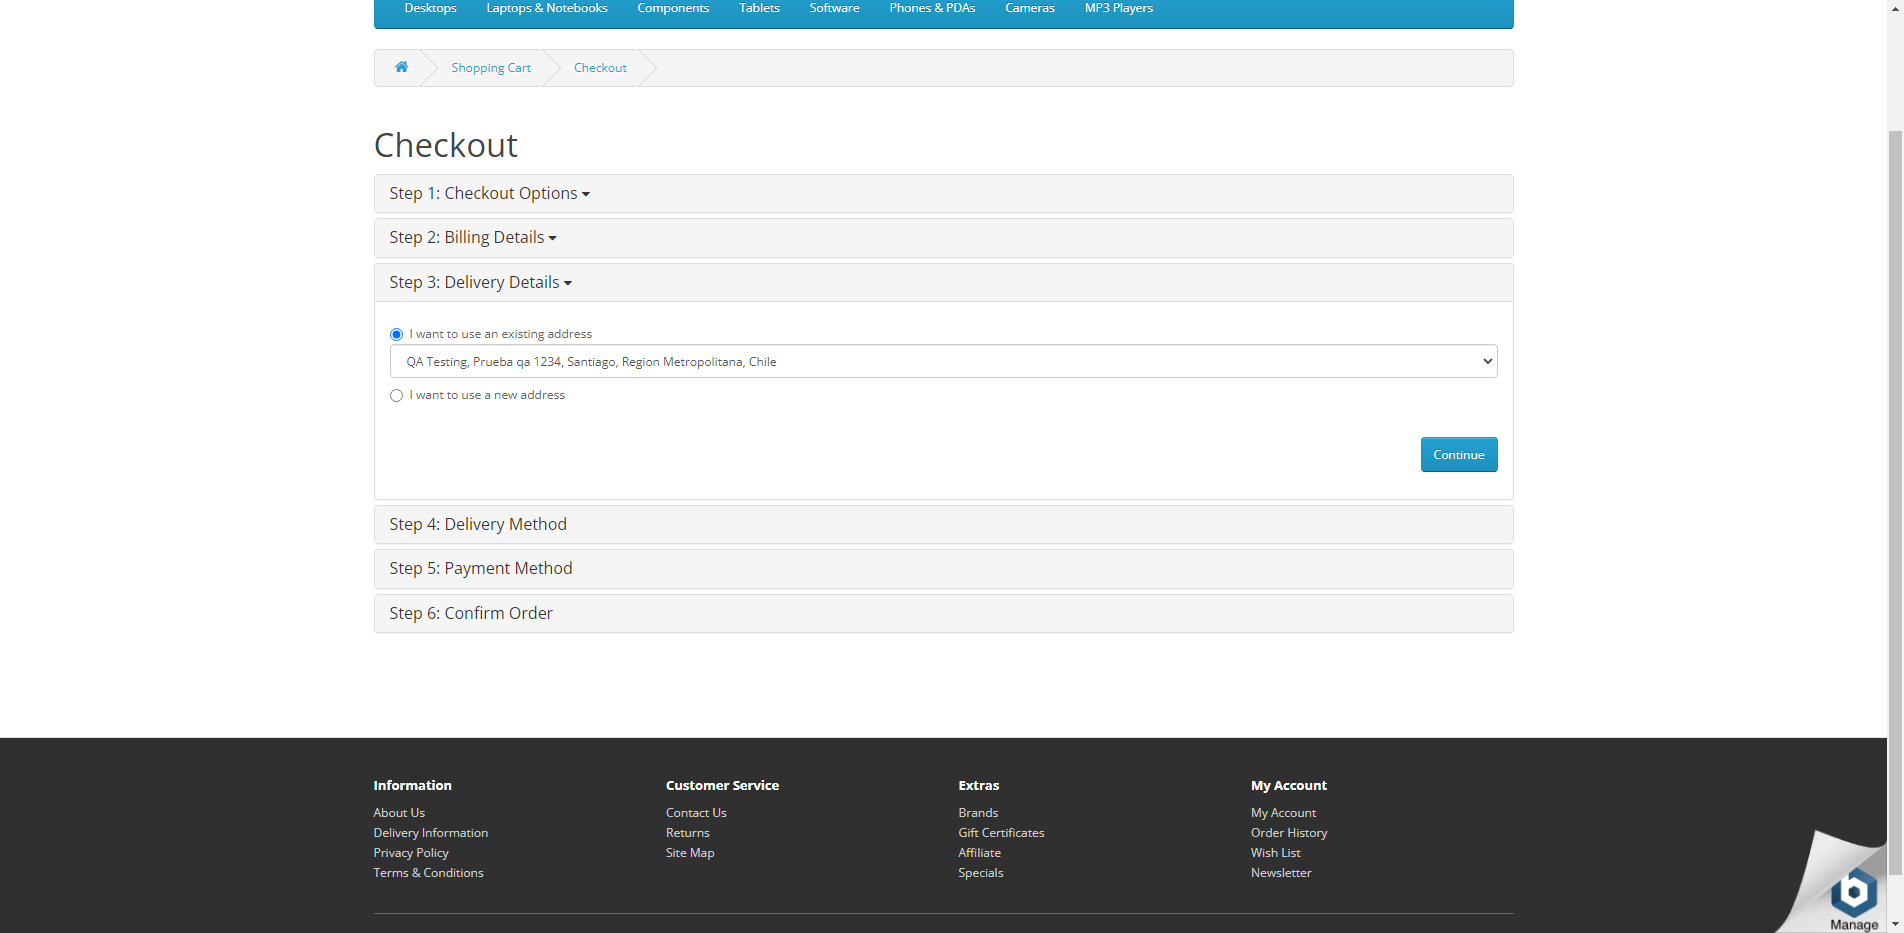 Desktops Laptops & Notebooks Components Tablets Software Phones & PDAs Cameras MP3 Players
Shopping Cart Checkout
Checkout
Step 1: Checkout Options
Step 2: Billing Details
Step 3: Delivery Details
I want to use an existing address
QA Testing, Prueba qa 1234, Santiago, Region Metropolitana, Chile
I want to use a new address
Continue
Step 4: Delivery Method
Step 5: Payment Method
Step 6: Confirm Order
Information
About Us
Delivery Information
Privacy Policy
Terms & Conditions
Customer Service
Contact Us
Returns
Site Map
Extras
Brands
Gift Certificates
Affiliate
Specials
My Account
My Account
Order History
Wish List
Newsletter
b
Manage